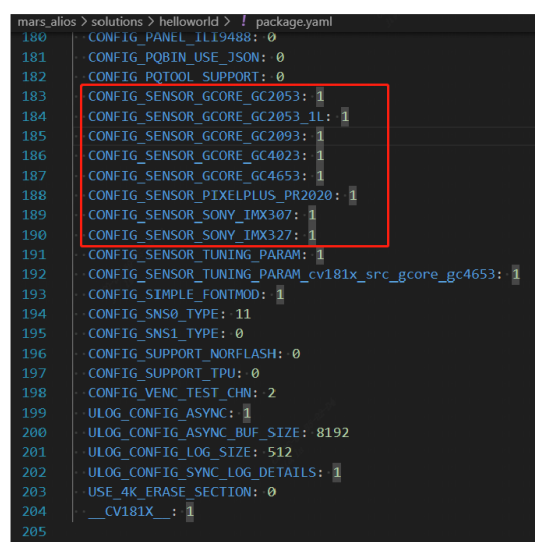 mars_alios > solutions > helloworld > ! package.yaml
180 CONFIG_PANEL_ILI9488: 0
181 CONFIG_PQBIN_USE_JSON: 0
182 CONFIG_PQTOOL_SUPPORT: 0
183 CONFIG_SENSOR_GCORE_GC2053: 1
184 CONFIG_SENSOR_GCORE_GC2053_1L: 1
185 CONFIG_SENSOR_GCORE_GC2093: 1
186 CONFIG_SENSOR_GCORE_GC4023: 1
187 CONFIG_SENSOR_GCORE_GC4653: 1
188 CONFIG_SENSOR_PIXELPLUS_PR2020: 1
189 CONFIG_SENSOR_SONY_IMX307: 1
190 CONFIG_SENSOR_SONY_IMX327: 1
191 CONFIG_SENSOR_TUNING_PARAM: 1
192 CONFIG_SENSOR_TUNING_PARAM_cv181x_src_gcore_gc4653: 1
193 CONFIG_SIMPLE_FONTMOD: 1
194 CONFIG_SNS0_TYPE: 11
195 CONFIG_SNS1_TYPE: 0
196 CONFIG_SUPPORT_NORFLASH: 0
197 CONFIG_SUPPORT_TPU: 0
198 CONFIG_VENC_TEST_CHN: 2
199 ULOG_CONFIG_ASYNC: 1
200 ULOG_CONFIG_ASYNC_BUF_SIZE: 8192
201 ULOG_CONFIG_LOG_SIZE: 512
202 ULOG_CONFIG_SYNC_LOG_DETAILS: 1
203 USE_4K_ERASE_SECTION: 0
204 __CV181X__: 1
205